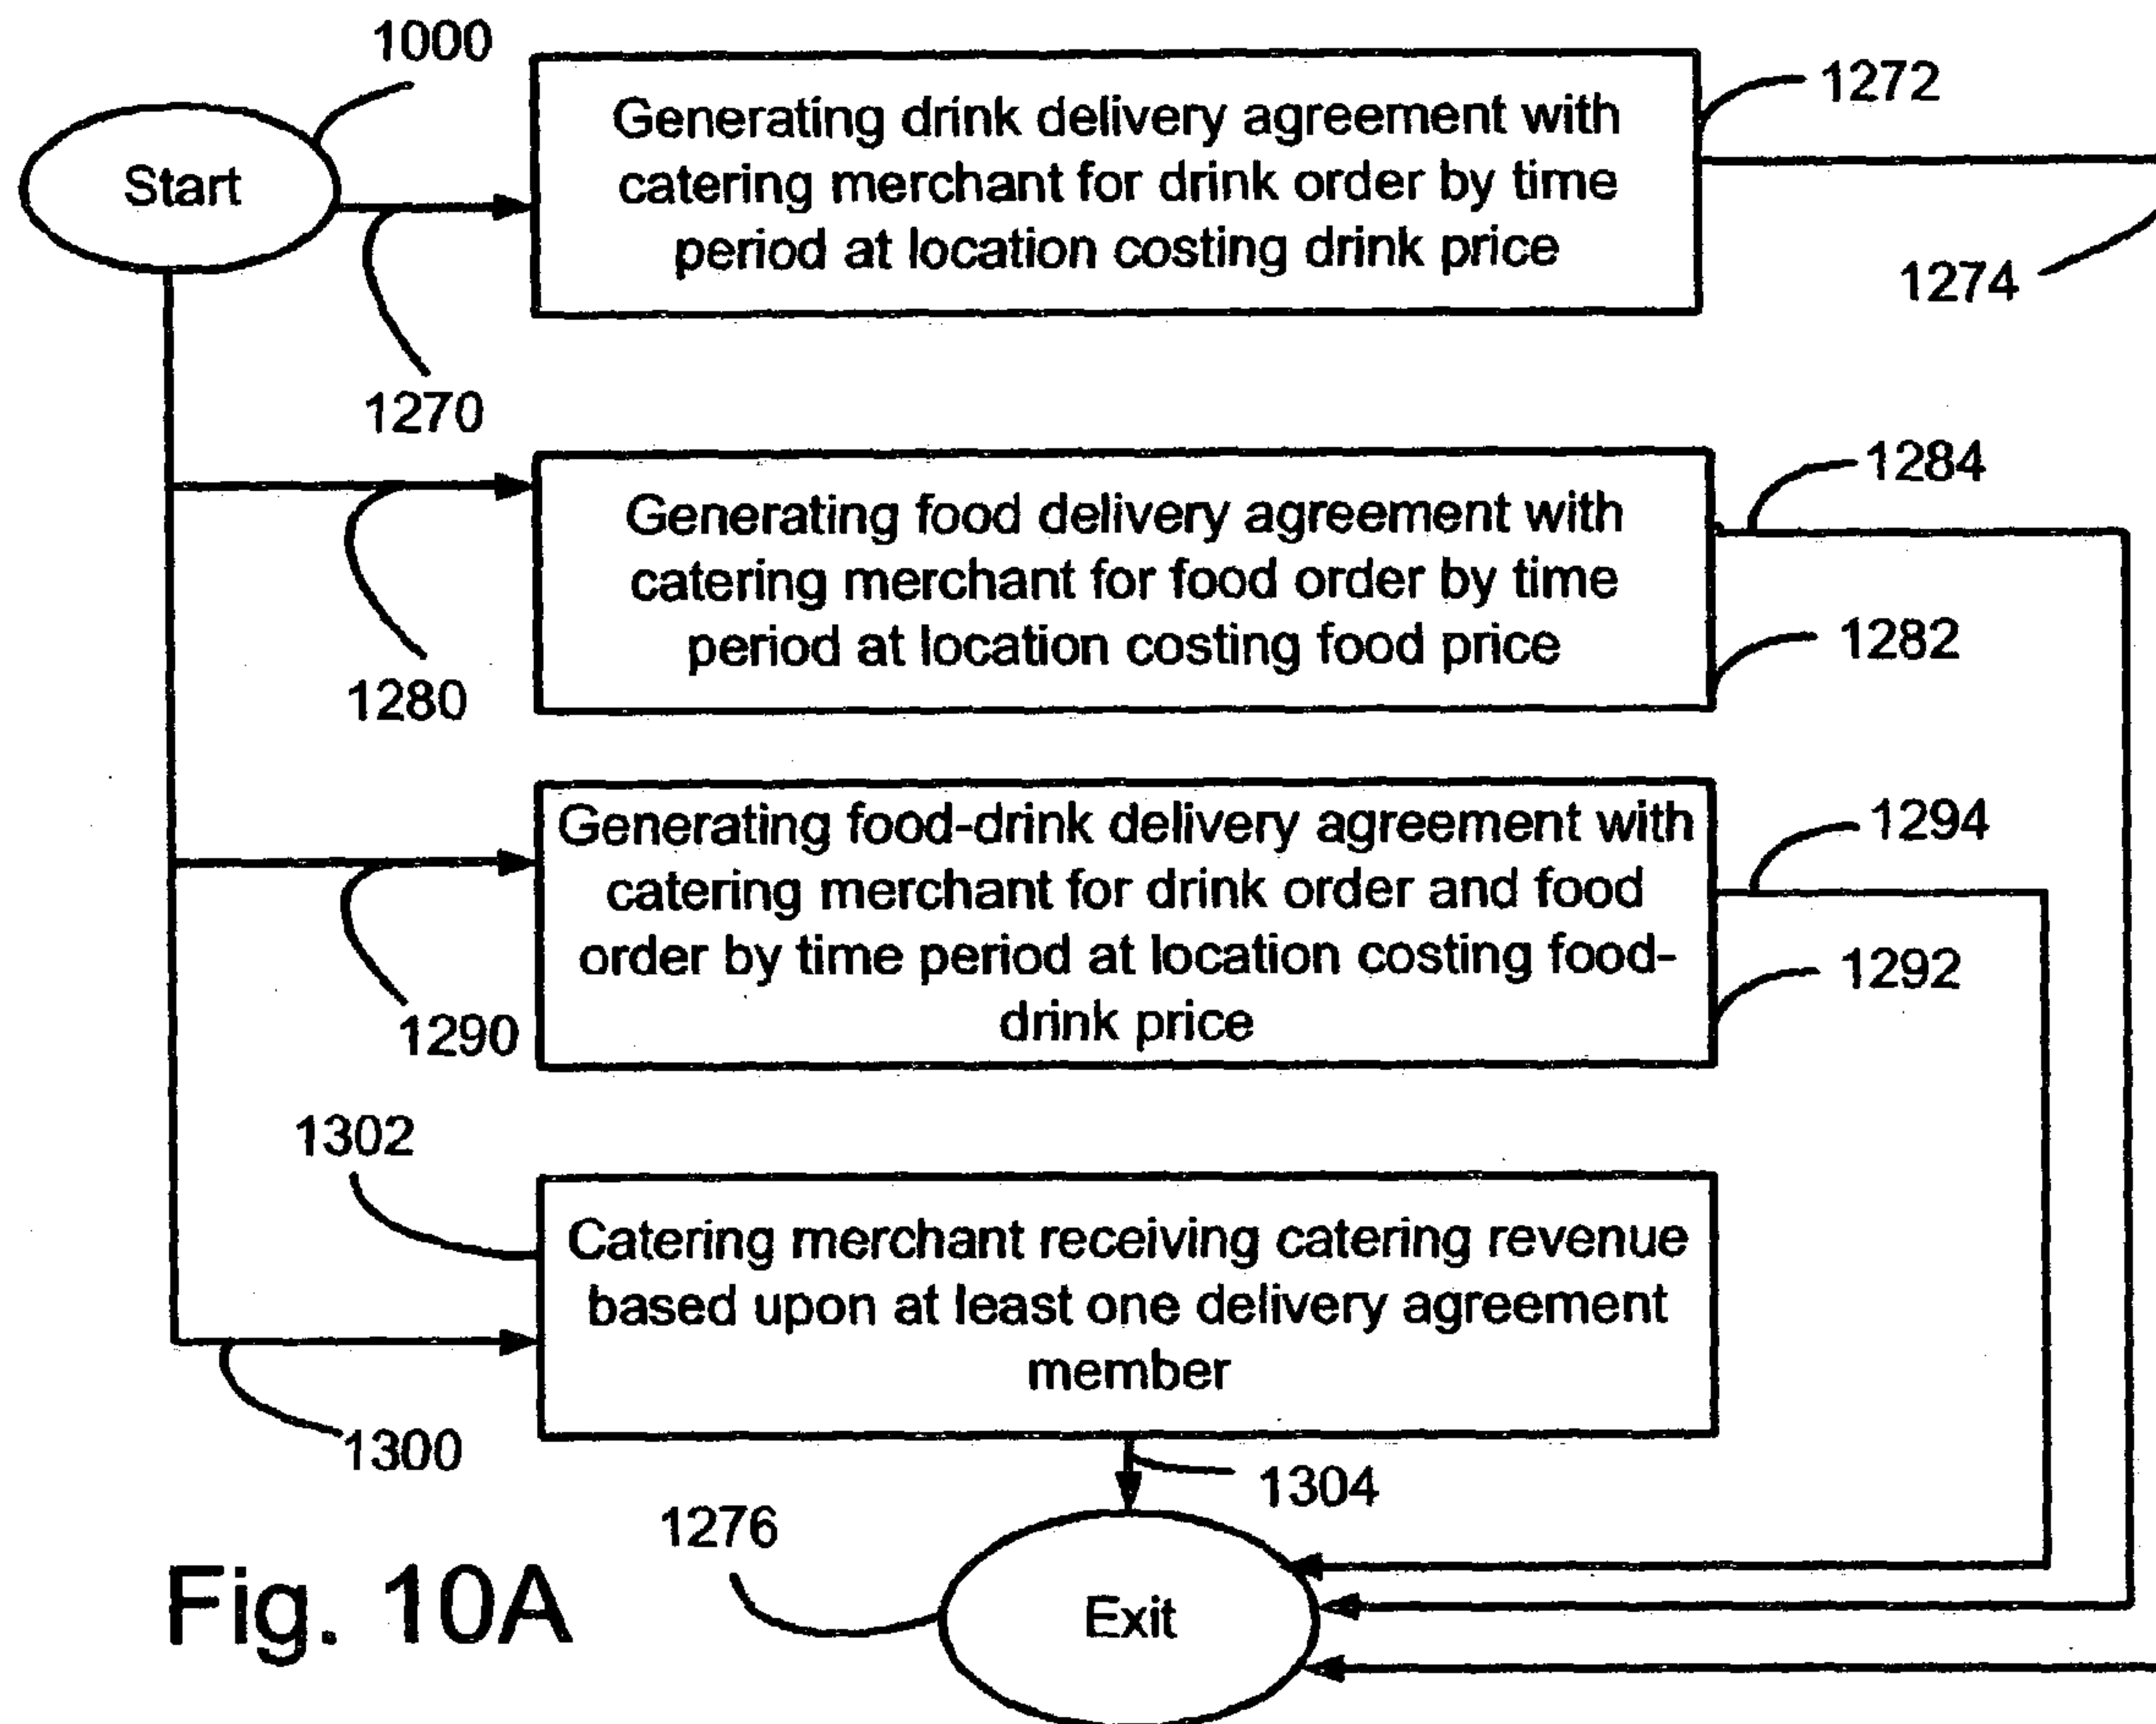 1000
Start
Generating drink delivery agreement with
catering merchant for drink order by time
period at location costing drink price
1272
1274
1270
Generating food delivery agreement with
catering merchant for food order by time
period at location costing food price
1284
1282
1280
Generating food-drink delivery agreement with
catering merchant for drink order and food
order by time period at location costing food-
drink price
1294
1292
1290
1302
Catering merchant receiving catering revenue
based upon at least one delivery agreement
member
1300
1304
1276
Exit
Fig. 10A